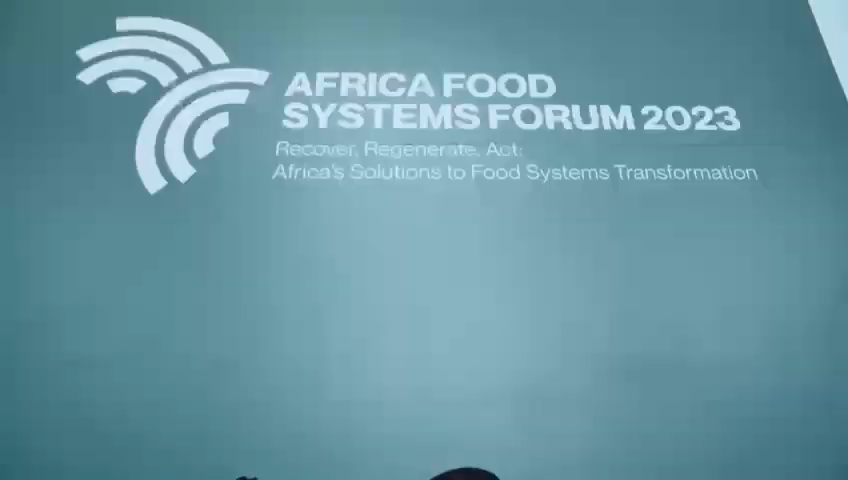 AFRICA FOOD
SYSTEMS FORUM 2023
Recover, Regenerate, Act:
Africa's Solutions to Food Systems Transformation